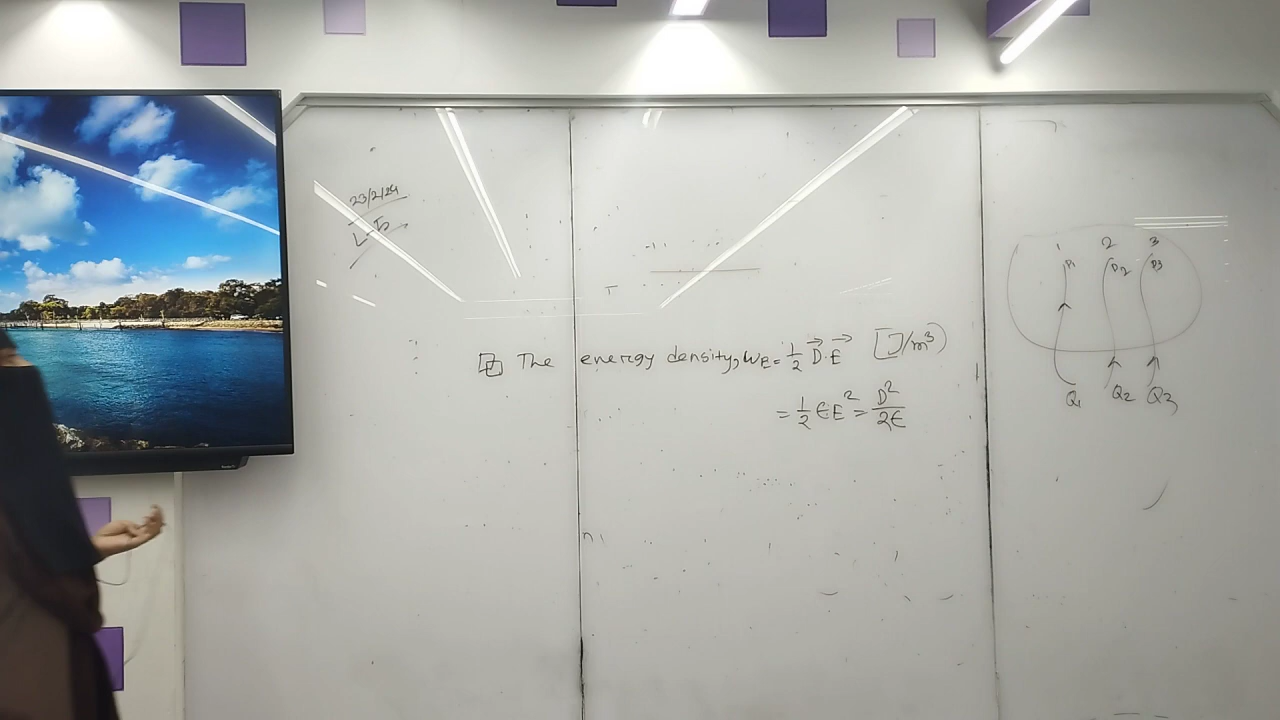 23/2/24
The energy density, wE = 1/2 D⃗.E⃗ [J/m³)
= 1/2 ϵE² = D²/2ϵ
1 2 3
P1 P2 P3
Q1 Q2 Q3